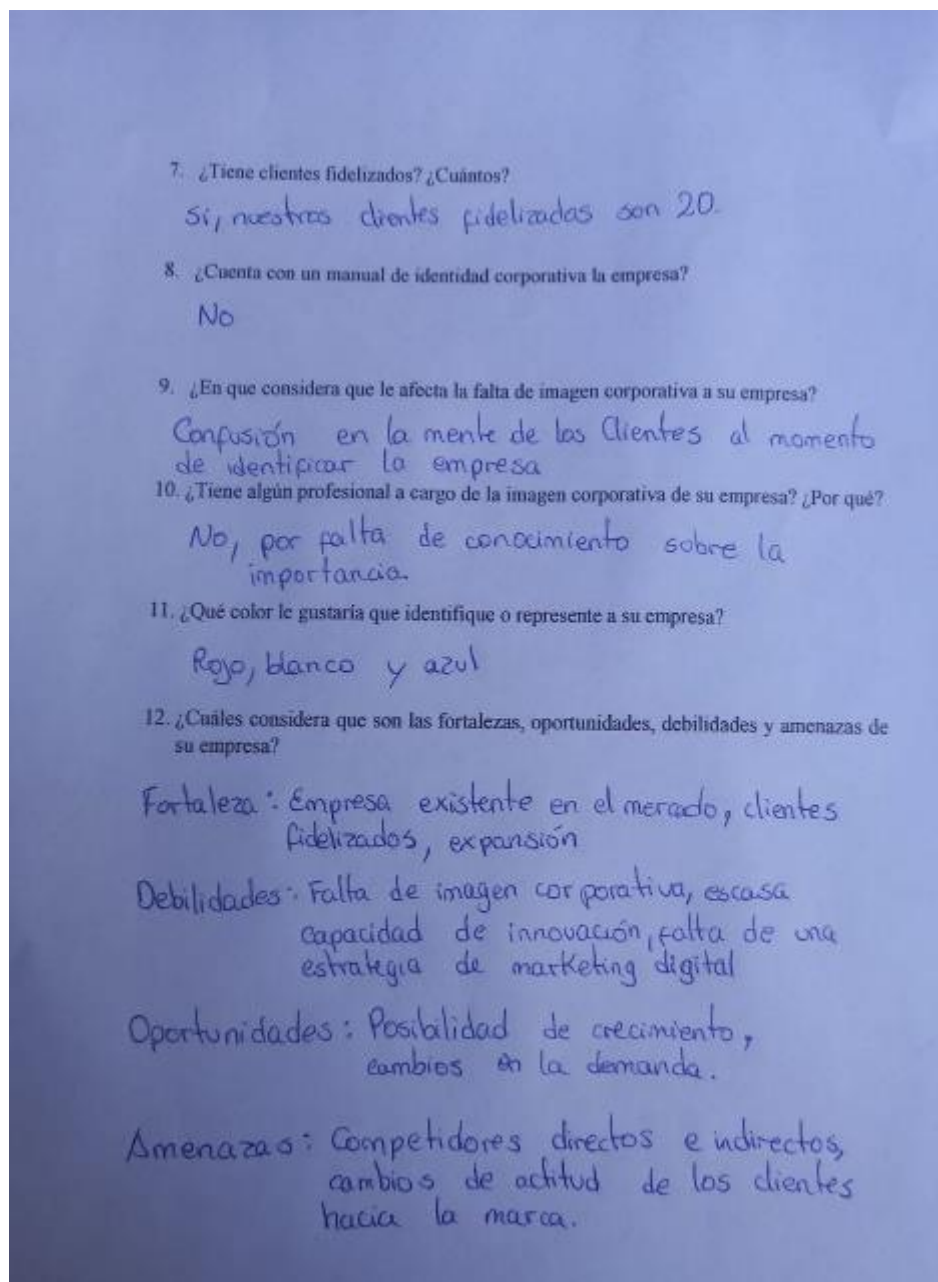 7. ¿Tiene clientes fidelizados? ¿Cuántos?
Si, nuestros clientes fidelizados son 20.
8. ¿Cuenta con un manual de identidad corporativa la empresa?
No
9. ¿En que considera que le afecta la falta de imagen corporativa a su empresa?
Confusión en la mente de los Clientes al momento
de identificar la empresa
10. ¿Tiene algún profesional a cargo de la imagen corporativa de su empresa? ¿Por qué?
No, por falta de conocimiento sobre la
importancia.
11. ¿Qué color le gustaría que identifique o represente a su empresa?
Rojo, blanco y azul
12. ¿Cuáles considera que son las fortalezas, oportunidades, debilidades y amenazas de
su empresa?
Fortaleza: Empresa existente en el mercado, clientes
fidelizados, expansión
Debilidades: Falta de imagen corporativa, escasa
capacidad de innovación, falta de una
estrategia de marketing digital
Oportunidades: Posibilidad de crecimiento,
cambios en la demanda.
Amenazas: Competidores directos e indirectos,
cambios de actitud de los clientes
hacia la marca.